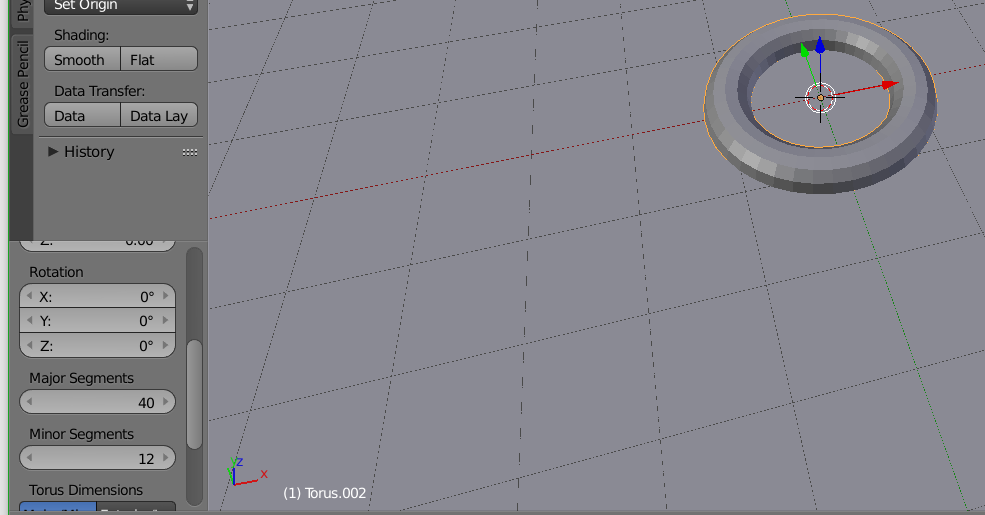 Set Origin
Shading:
Smooth Flat
Data Transfer:
Data Data Lay
History
Grease Pencil
Phy
Z: 0.00
Rotation
X: 0°
Y: 0°
Z: 0°
Major Segments
40
Minor Segments
12
Torus Dimensions
z
x
(1) Torus.002